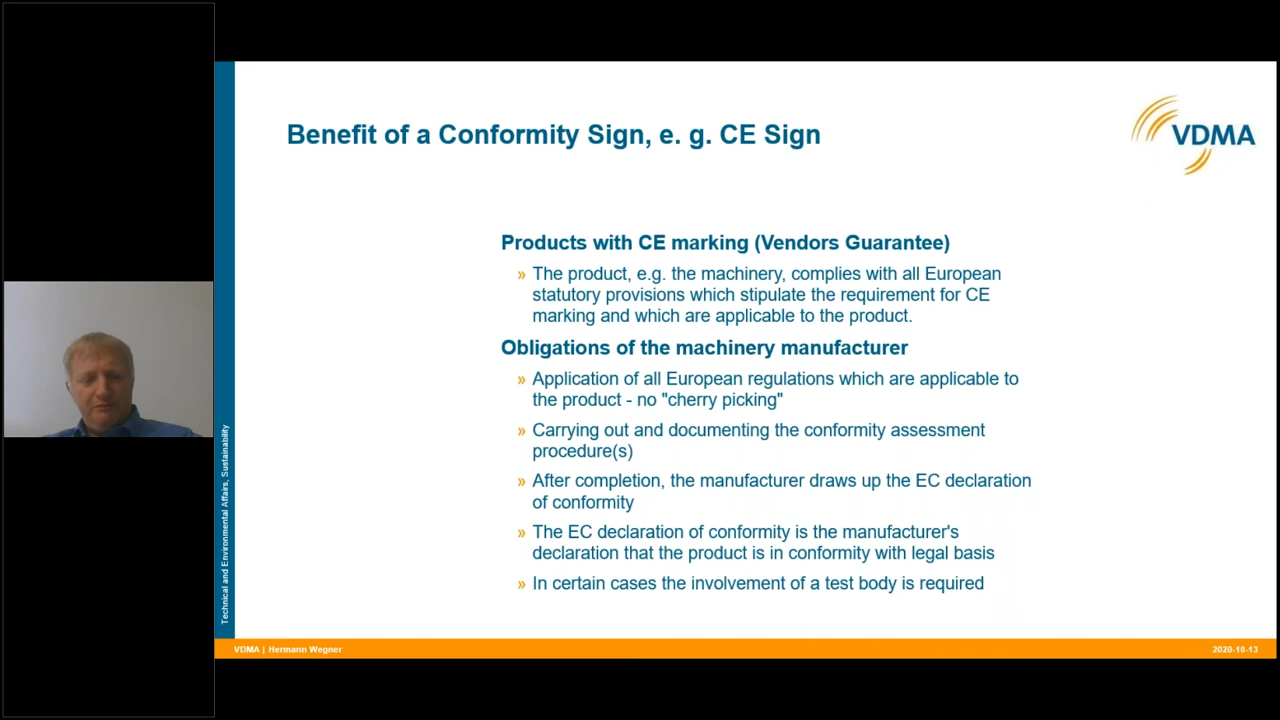 Benefit of a Conformity Sign, e. g. CE Sign
VDMA
Products with CE marking (Vendors Guarantee)
» The product, e.g. the machinery, complies with all European
statutory provisions which stipulate the requirement for CE
marking and which are applicable to the product.
Obligations of the machinery manufacturer
» Application of all European regulations which are applicable to
the product - no "cherry picking"
» Carrying out and documenting the conformity assessment
procedure(s)
» After completion, the manufacturer draws up the EC declaration
of conformity
» The EC declaration of conformity is the manufacturer's
declaration that the product is in conformity with legal basis
» In certain cases the involvement of a test body is required
Technical and Environmental Affairs, Sustainability
VDMA | Hermann Wegner
2020-10-13